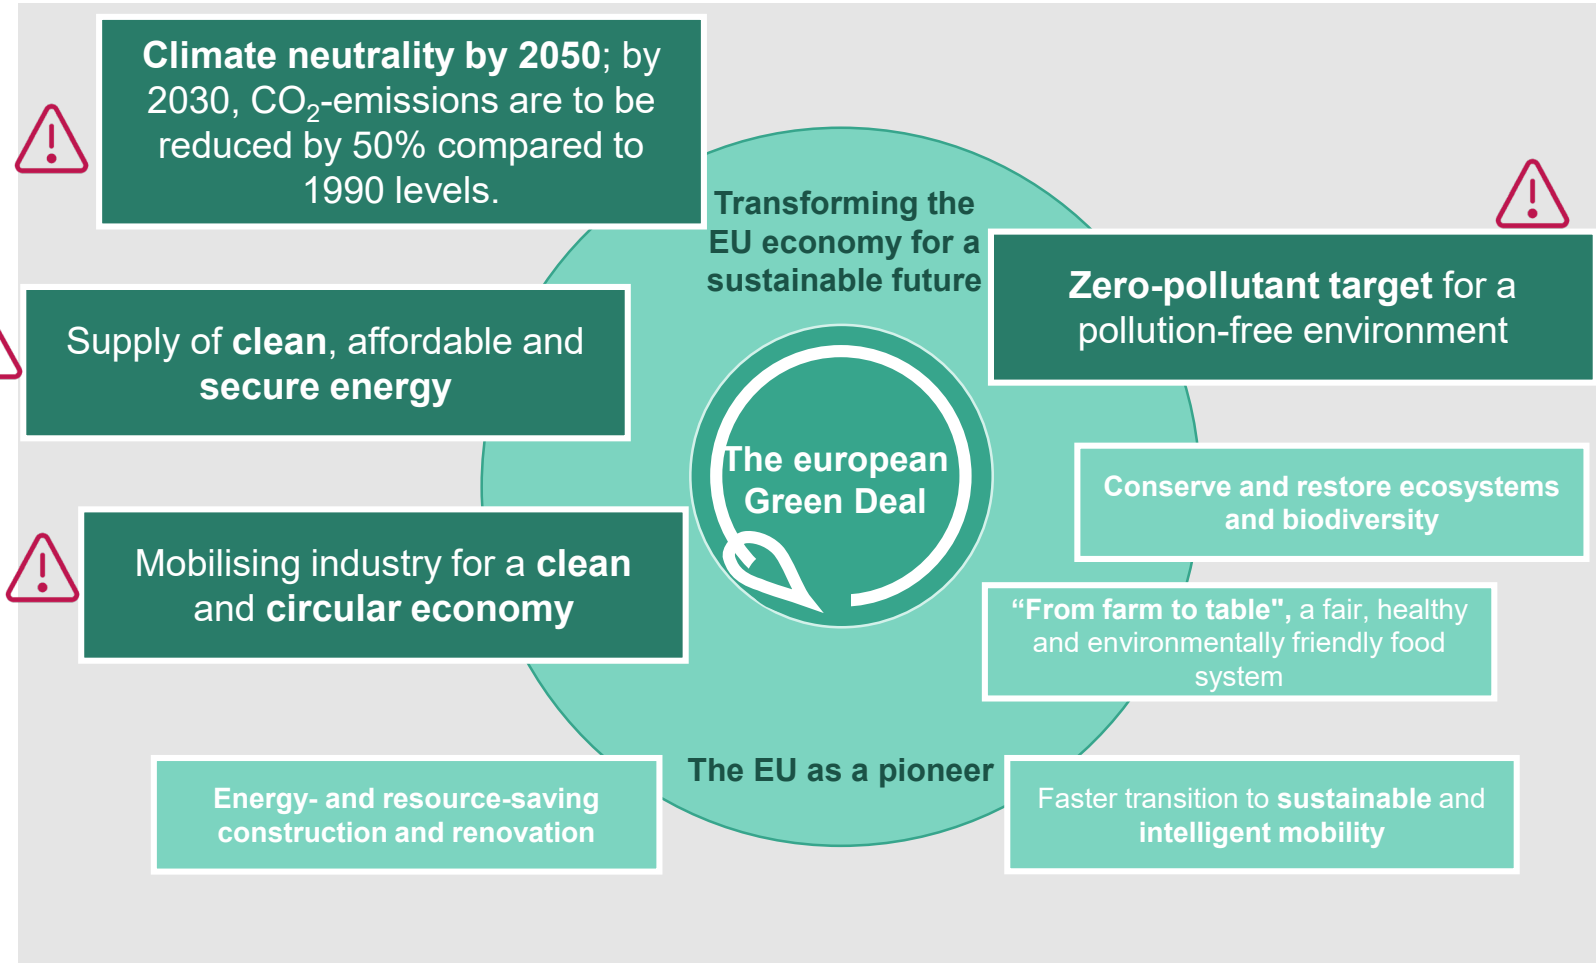 Climate neutrality by 2050; by
2030, CO₂-emissions are to be
reduced by 50% compared to
1990 levels.
Transforming the
EU economy for a
sustainable future
Zero-pollutant target for a
pollution-free environment
Supply of clean, affordable and
secure energy
The european
Green Deal
Conserve and restore ecosystems
and biodiversity
Mobilising industry for a clean
and circular economy
“From farm to table", a fair, healthy
and environmentally friendly food
system
The EU as a pioneer
Energy- and resource-saving
construction and renovation
Faster transition to sustainable and
intelligent mobility